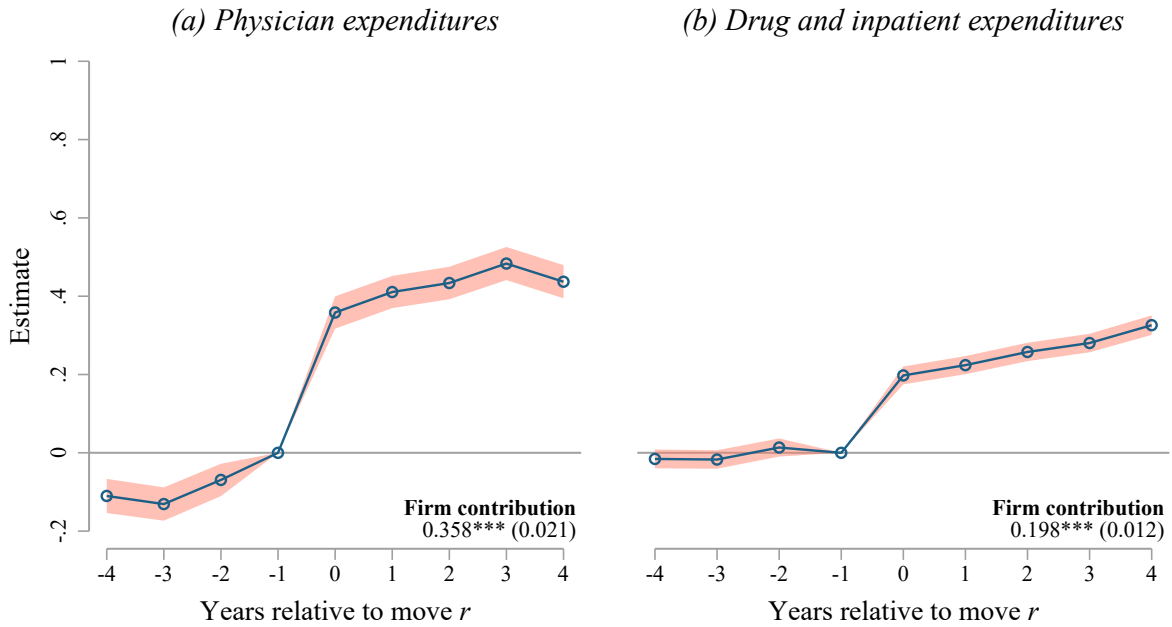 (a) Physician expenditures
(b) Drug and inpatient expenditures
Estimate
1
.8
.6
.4
.2
0
-.2
Firm contribution
0.358*** (0.021)
-4 -3 -2 -1 0 1 2 3 4
Years relative to move r
Firm contribution
0.198*** (0.012)
-4 -3 -2 -1 0 1 2 3 4
Years relative to move r